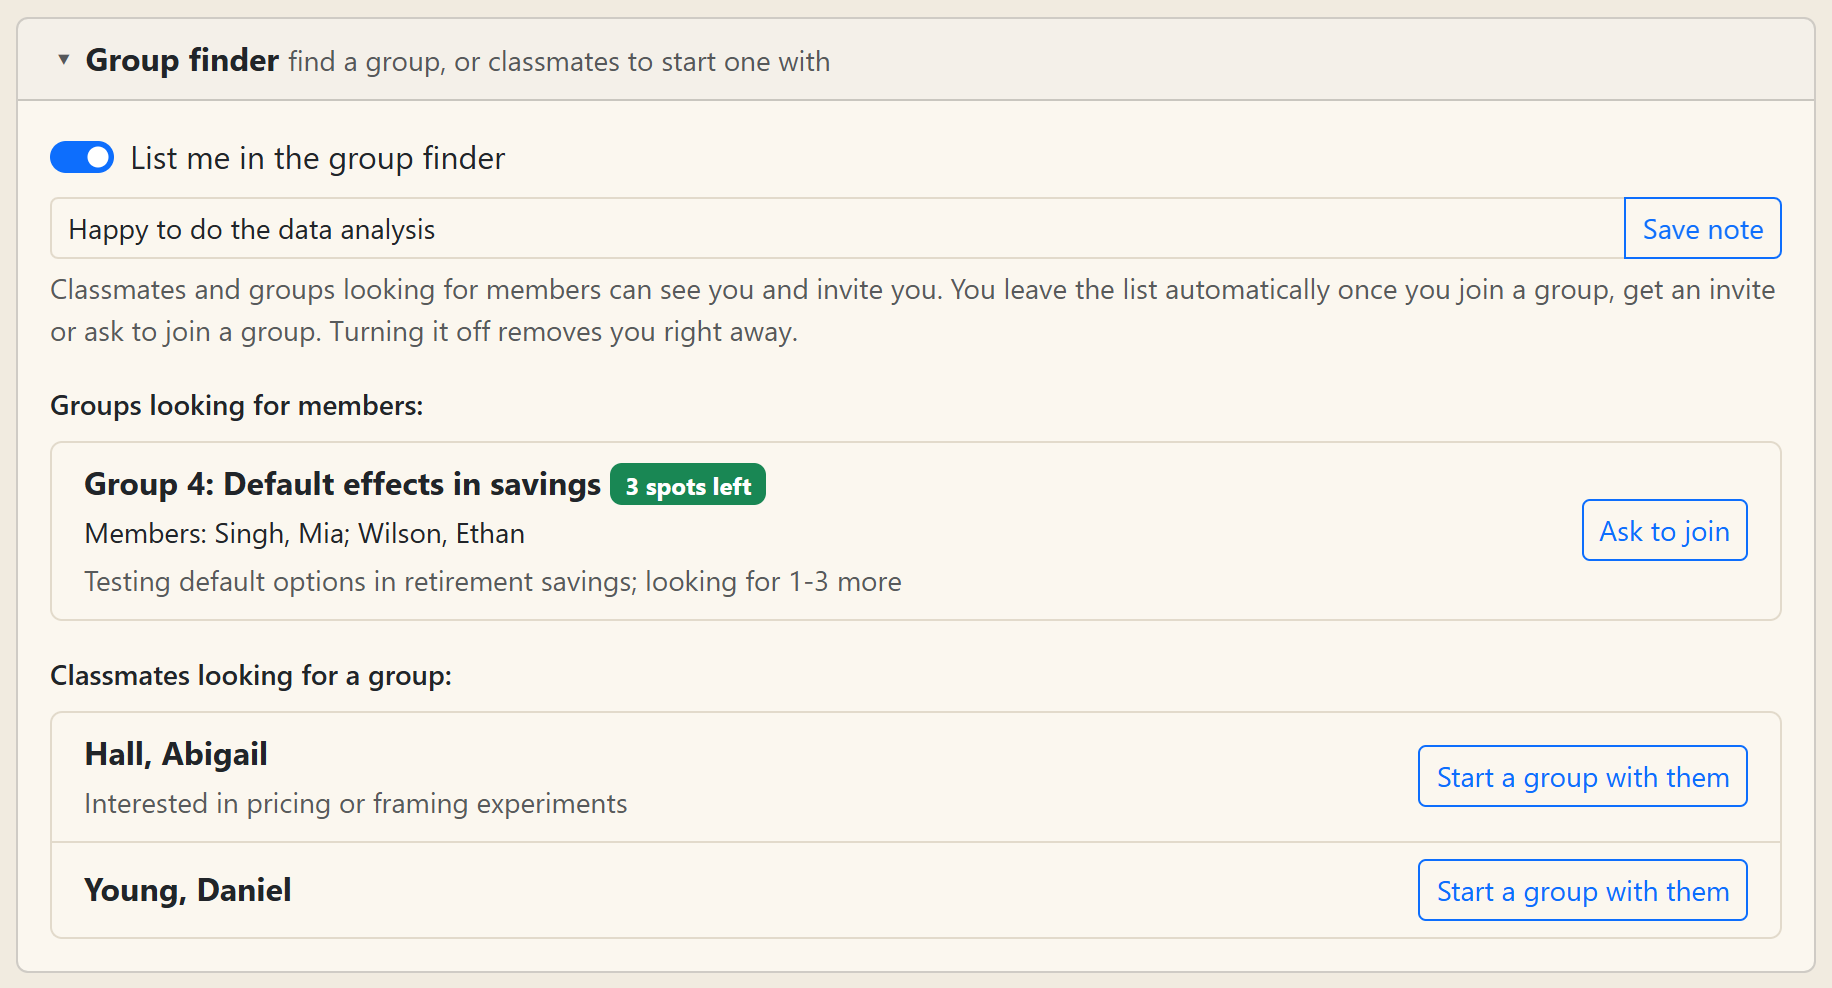 Group finder find a group, or classmates to start one with
List me in the group finder
Happy to do the data analysis
Save note
Classmates and groups looking for members can see you and invite you. You leave the list automatically once you join a group, get an invite
or ask to join a group. Turning it off removes you right away.
Groups looking for members:
Group 4: Default effects in savings 3 spots left
Members: Singh, Mia; Wilson, Ethan
Ask to join
Testing default options in retirement savings; looking for 1-3 more
Classmates looking for a group:
Hall, Abigail
Start a group with them
Interested in pricing or framing experiments
Young, Daniel
Start a group with them